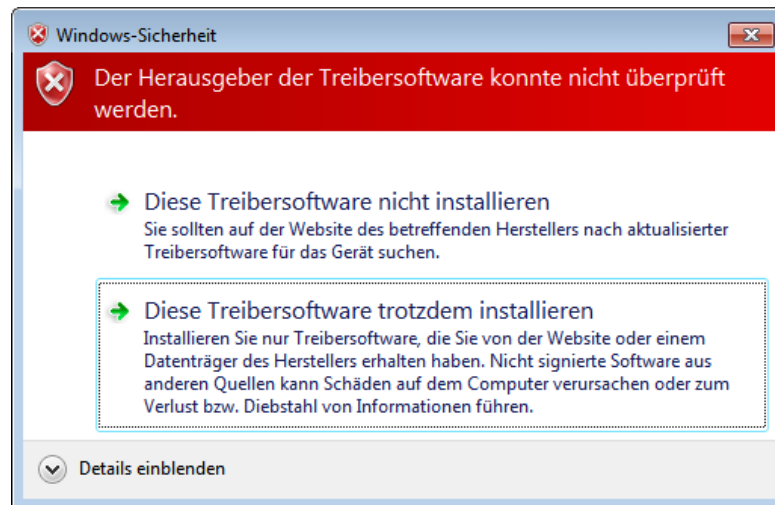 Windows-Sicherheit
Der Herausgeber der Treibersoftware konnte nicht überprüft
werden.
Diese Treibersoftware nicht installieren
Sie sollten auf der Website des betreffenden Herstellers nach aktualisierter
Treibersoftware für das Gerät suchen.
Diese Treibersoftware trotzdem installieren
Installieren Sie nur Treibersoftware, die Sie von der Website oder einem
Datenträger des Herstellers erhalten haben. Nicht signierte Software aus
anderen Quellen kann Schäden auf dem Computer verursachen oder zum
Verlust bzw. Diebstahl von Informationen führen.
Details einblenden